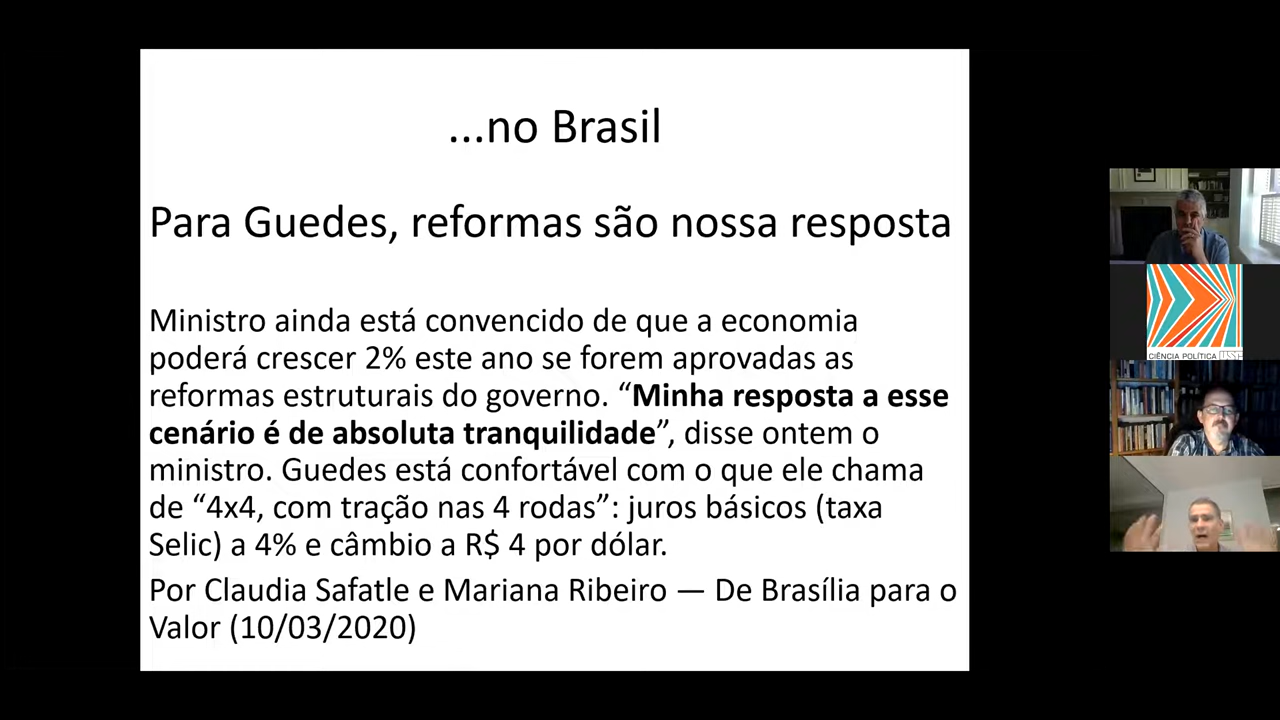 ...no Brasil
Para Guedes, reformas são nossa resposta
Ministro ainda está convencido de que a economia
poderá crescer 2% este ano se forem aprovadas as
reformas estruturais do governo. “Minha resposta a esse
cenário é de absoluta tranquilidade”, disse ontem o
ministro. Guedes está confortável com o que ele chama
de “4x4, com tração nas 4 rodas”: juros básicos (taxa
Selic) a 4% e câmbio a R$ 4 por dólar.
Por Claudia Safatle e Mariana Ribeiro — De Brasília para o
Valor (10/03/2020)
CIÊNCIA POLÍTICA